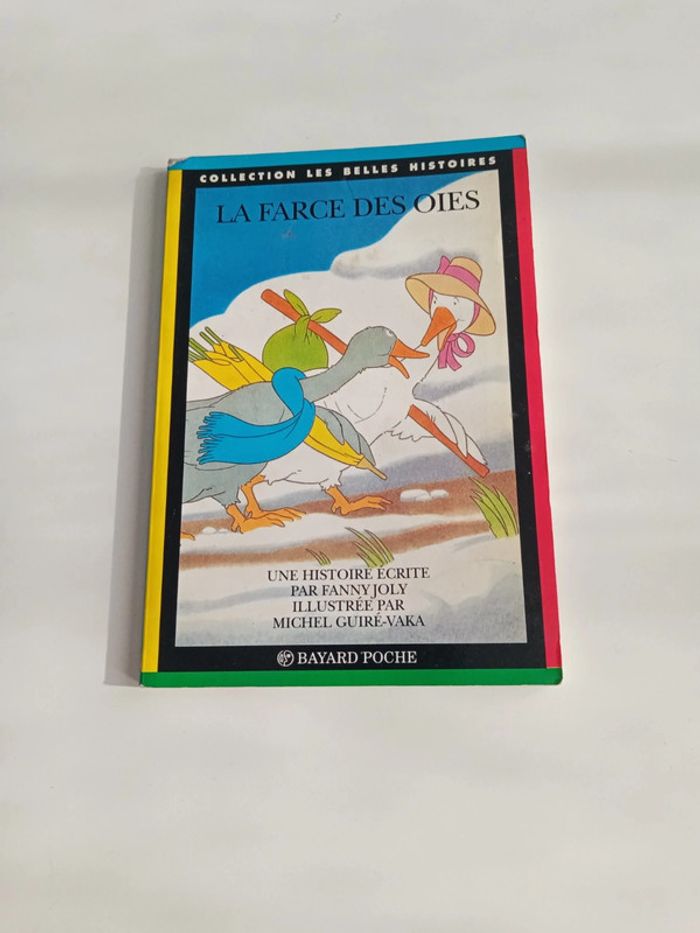 COLLECTION LES BELLES HISTOIRES
LA FARCE DES OIES
UNE HISTOIRE ÉCRITE
PAR FANNY JOLY
ILLUSTRÉE PAR
MICHEL GUIRÉ-VAKA
BAYARD POCHE